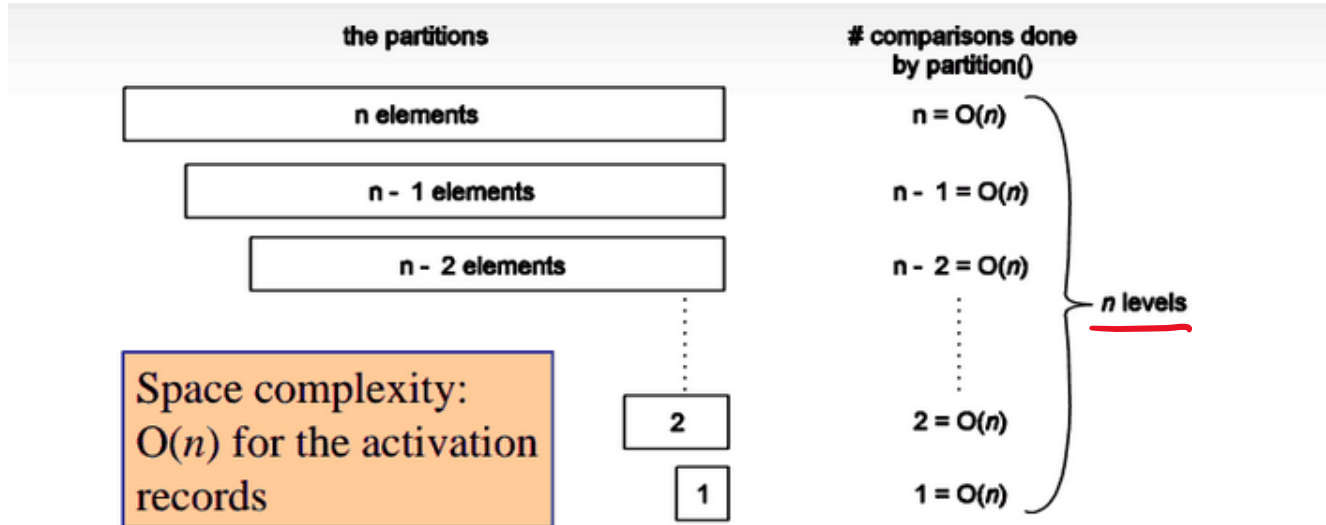 the partitions
# comparisons done
by partition()
n elements
n = O(n)
n - 1 elements
n - 1 = O(n)
n - 2 elements
n - 2 = O(n)
n levels
Space complexity:
O(n) for the activation
records
2
2 = O(n)
1
1 = O(n)